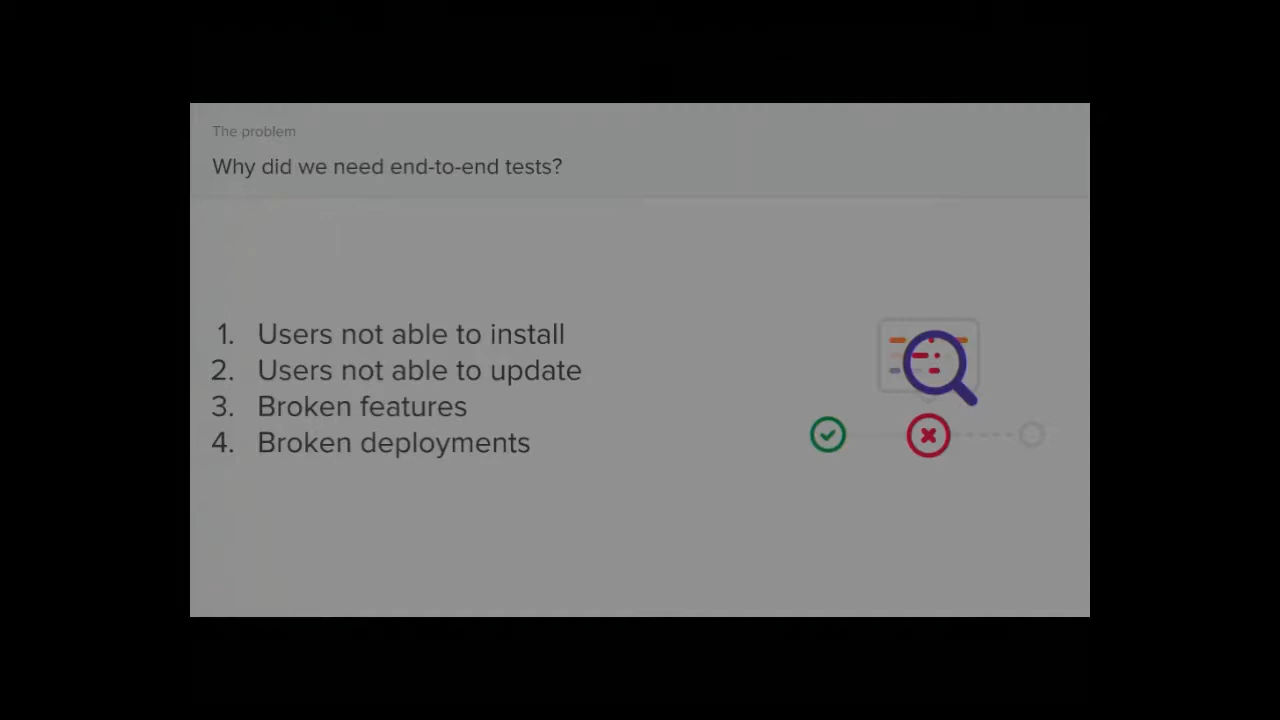 The problem
Why did we need end-to-end tests?
1. Users not able to install
2. Users not able to update
3. Broken features
4. Broken deployments